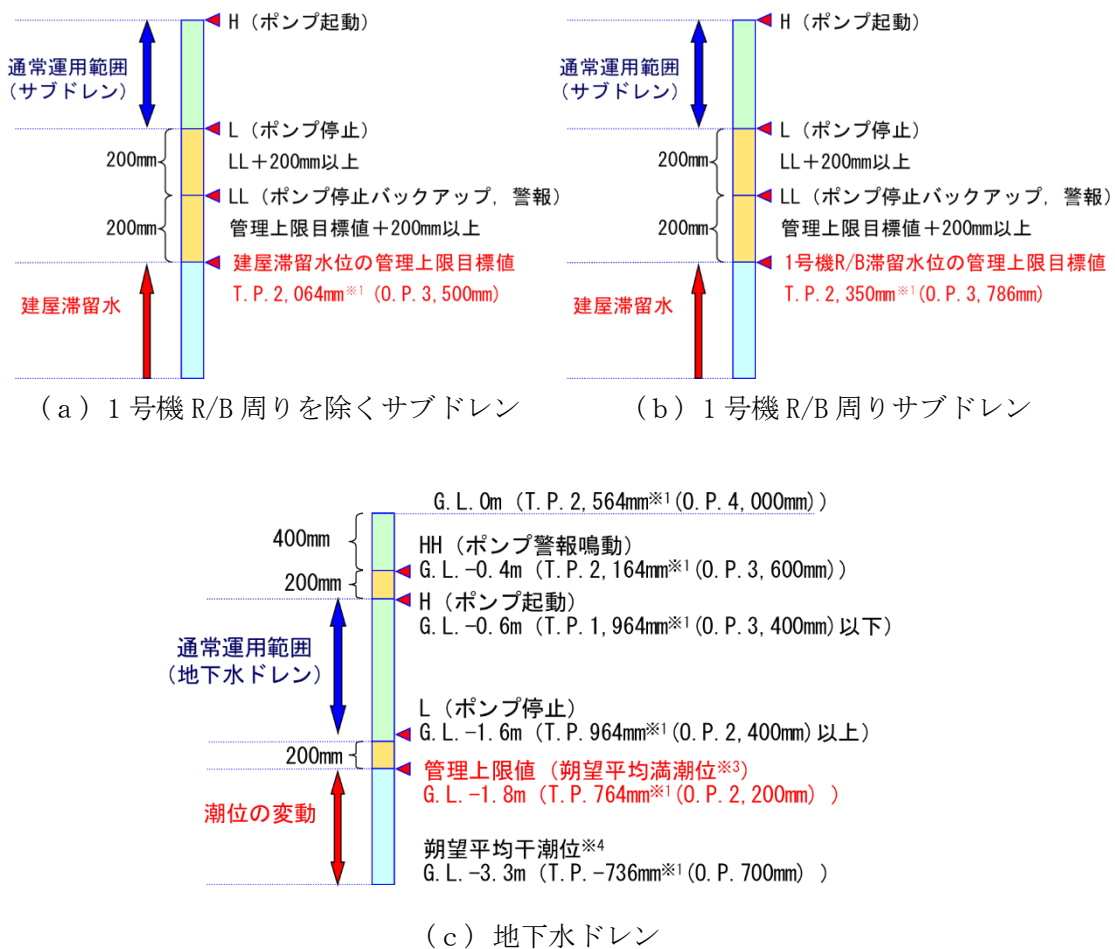 H（ポンプ起動）
通常運用範囲
（サブドレン）
L（ポンプ停止）
200mm
LL＋200mm以上
LL（ポンプ停止バックアップ，警報）
200mm
管理上限目標値＋200mm以上
建屋滞留水位の管理上限目標値
T.P.2,064mm※1（O.P.3,500mm）
建屋滞留水
（ａ）１号機 R/B 周りを除くサブドレン
H（ポンプ起動）
通常運用範囲
（サブドレン）
L（ポンプ停止）
200mm
LL＋200mm以上
LL（ポンプ停止バックアップ，警報）
200mm
管理上限目標値＋200mm以上
1号機R/B滞留水位の管理上限目標値
T.P.2,350mm※1（O.P.3,786mm）
建屋滞留水
（ｂ）１号機 R/B 周りサブドレン
G.L.0m（T.P.2,564mm※1(O.P.4,000mm)）
400mm
HH（ポンプ警報鳴動）
G.L.-0.4m（T.P.2,164mm※1(O.P.3,600mm)）
200mm
H（ポンプ起動）
G.L.-0.6m（T.P.1,964mm※1(O.P.3,400mm)以下）
通常運用範囲
（地下水ドレン）
L（ポンプ停止）
G.L.-1.6m（T.P.964mm※1(O.P.2,400mm)以上）
200mm
管理上限値（朔望平均満潮位※3）
G.L.-1.8m（T.P.764mm※1(O.P.2,200mm) ）
潮位の変動
朔望平均干潮位※4
G.L.-3.3m（T.P.-736mm※1(O.P.700mm) ）
（ｃ）地下水ドレン